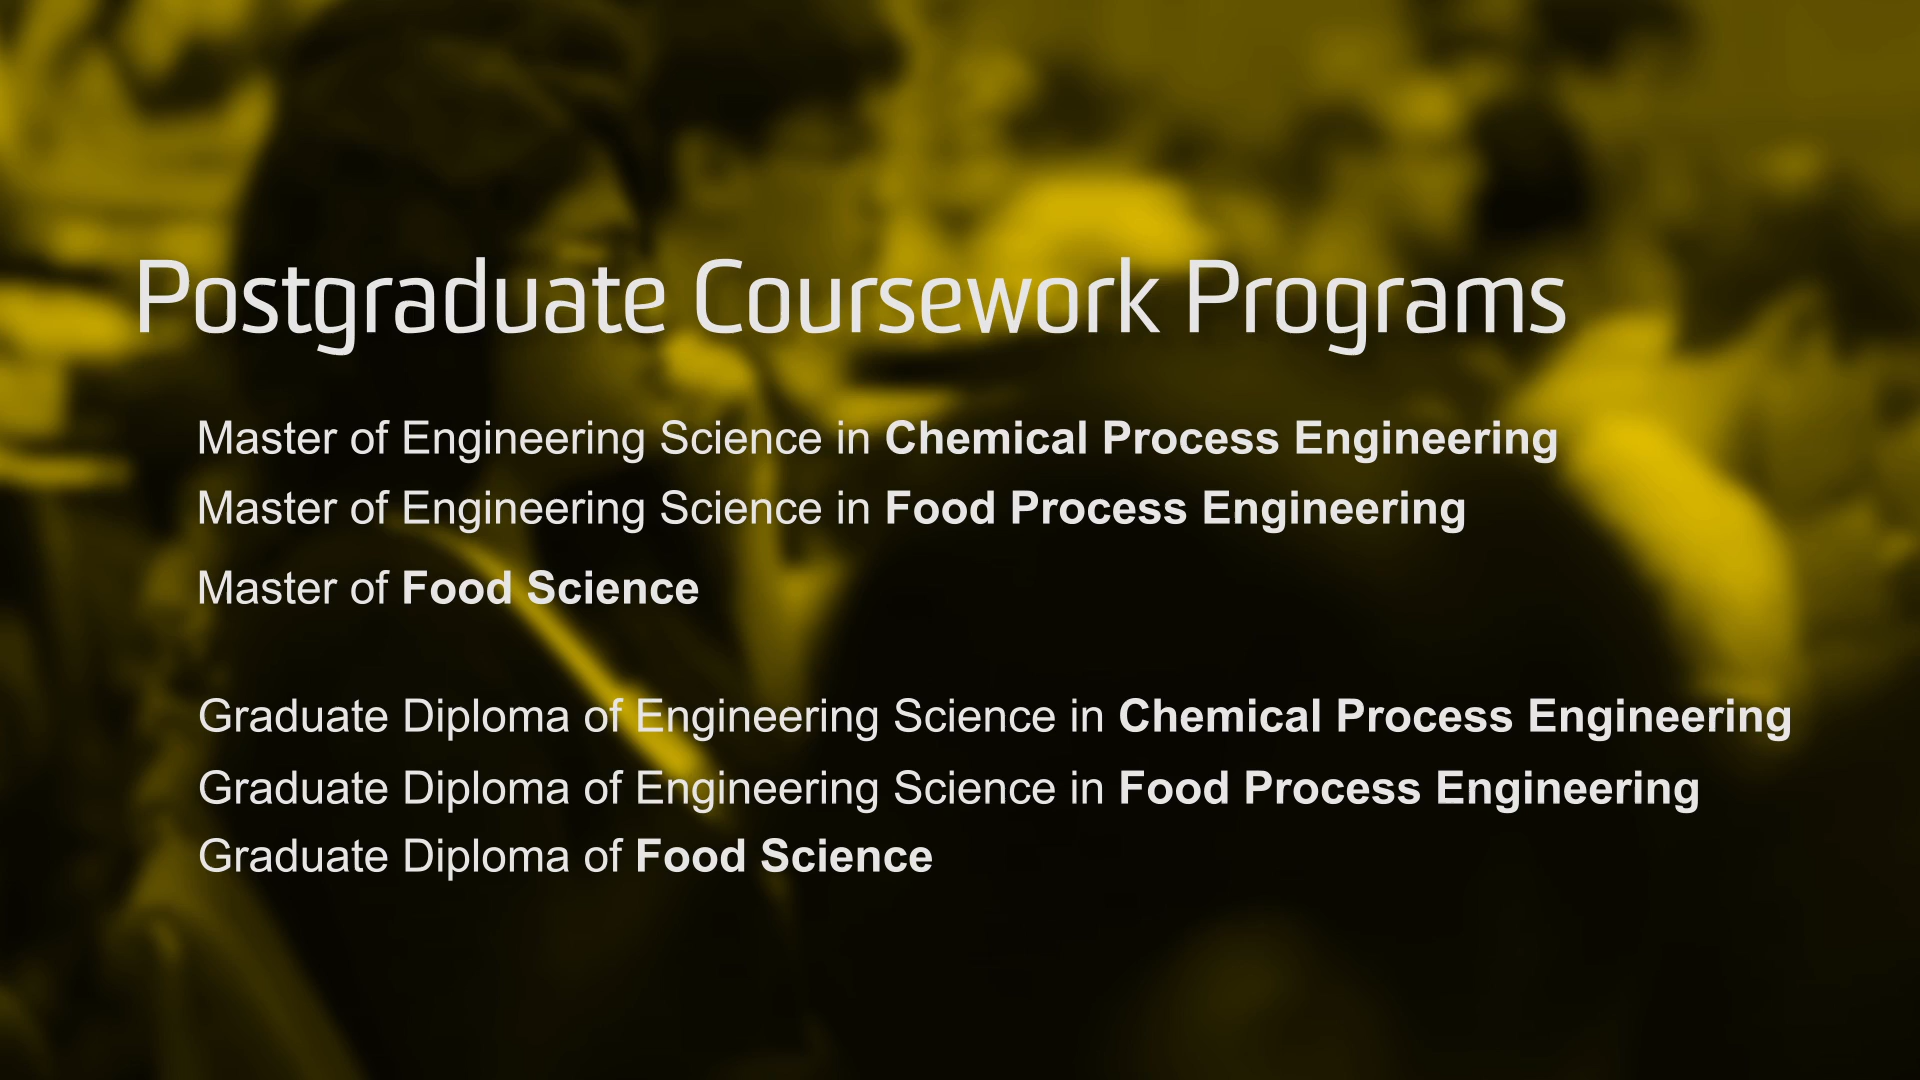 Postgraduate Coursework Programs
Master of Engineering Science in Chemical Process Engineering
Master of Engineering Science in Food Process Engineering
Master of Food Science
Graduate Diploma of Engineering Science in Chemical Process Engineering
Graduate Diploma of Engineering Science in Food Process Engineering
Graduate Diploma of Food Science